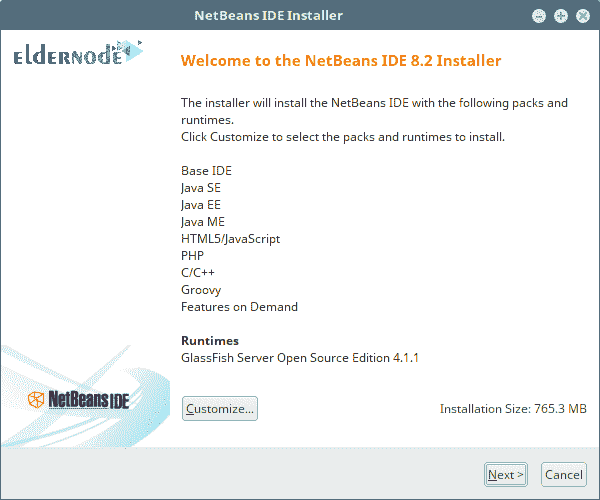 NetBeans IDE Installer
eldernode
Welcome to the NetBeans IDE 8.2 Installer
The installer will install the NetBeans IDE with the following packs and
runtimes.
Click Customize to select the packs and runtimes to install.
Base IDE
Java SE
Java EE
Java ME
HTML5/JavaScript
PHP
C/C++
Groovy
Features on Demand
Runtimes
GlassFish Server Open Source Edition 4.1.1
NetBeans IDE
Customize...
Installation Size: 765.3 MB
Next >
Cancel